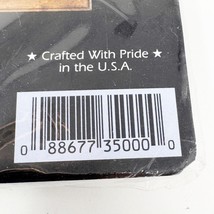 ★ Crafted With Pride ★
in the U.S.A.
0 88677 35000 0